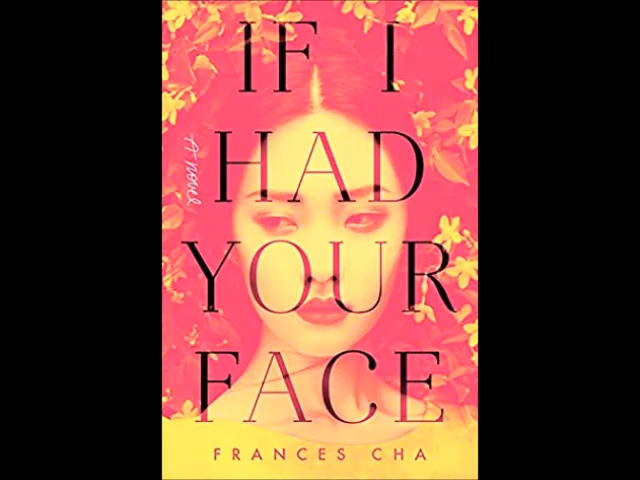 IF I
HAD
YOUR
FACE
A novel
FRANCES CHA